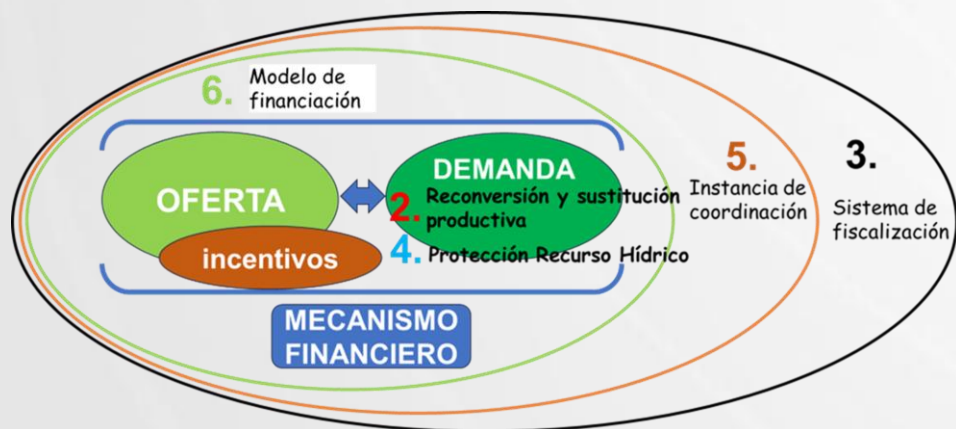 6. Modelo de
financiación
OFERTA
incentivos
DEMANDA
2. Reconversión y sustitución
productiva
4. Protección Recurso Hídrico
MECANISMO
FINANCIERO
5.
Instancia de
coordinación
3.
Sistema de
fiscalización